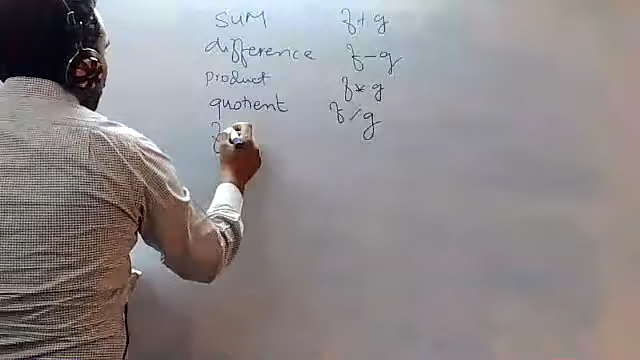 SUM f + g
difference f - g
product f * g
quotient f / g
f